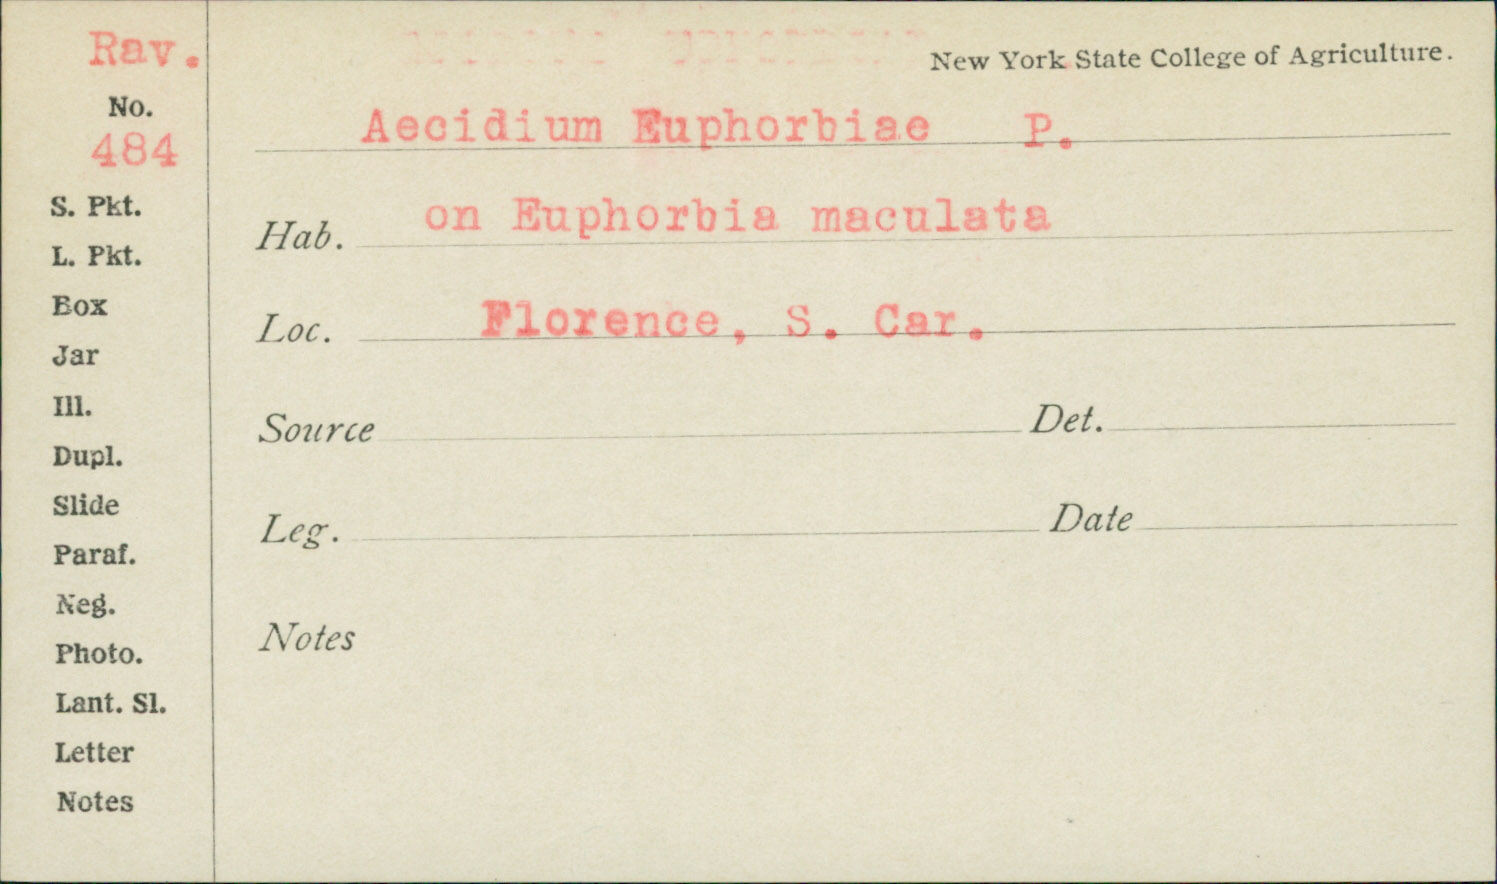 Rav.
No.
484
S. Pkt.
L. Pkt.
Box
Jar
Ill.
Dupl.
Slide
Paraf.
Neg.
Photo.
Lant. Sl.
Letter
Notes
New York State College of Agriculture.
Aecidium Euphorbiae P.
Hab. on Euphorbia maculata
Loc. Florence, S. Car.
Source Det.
Leg. Date
Notes